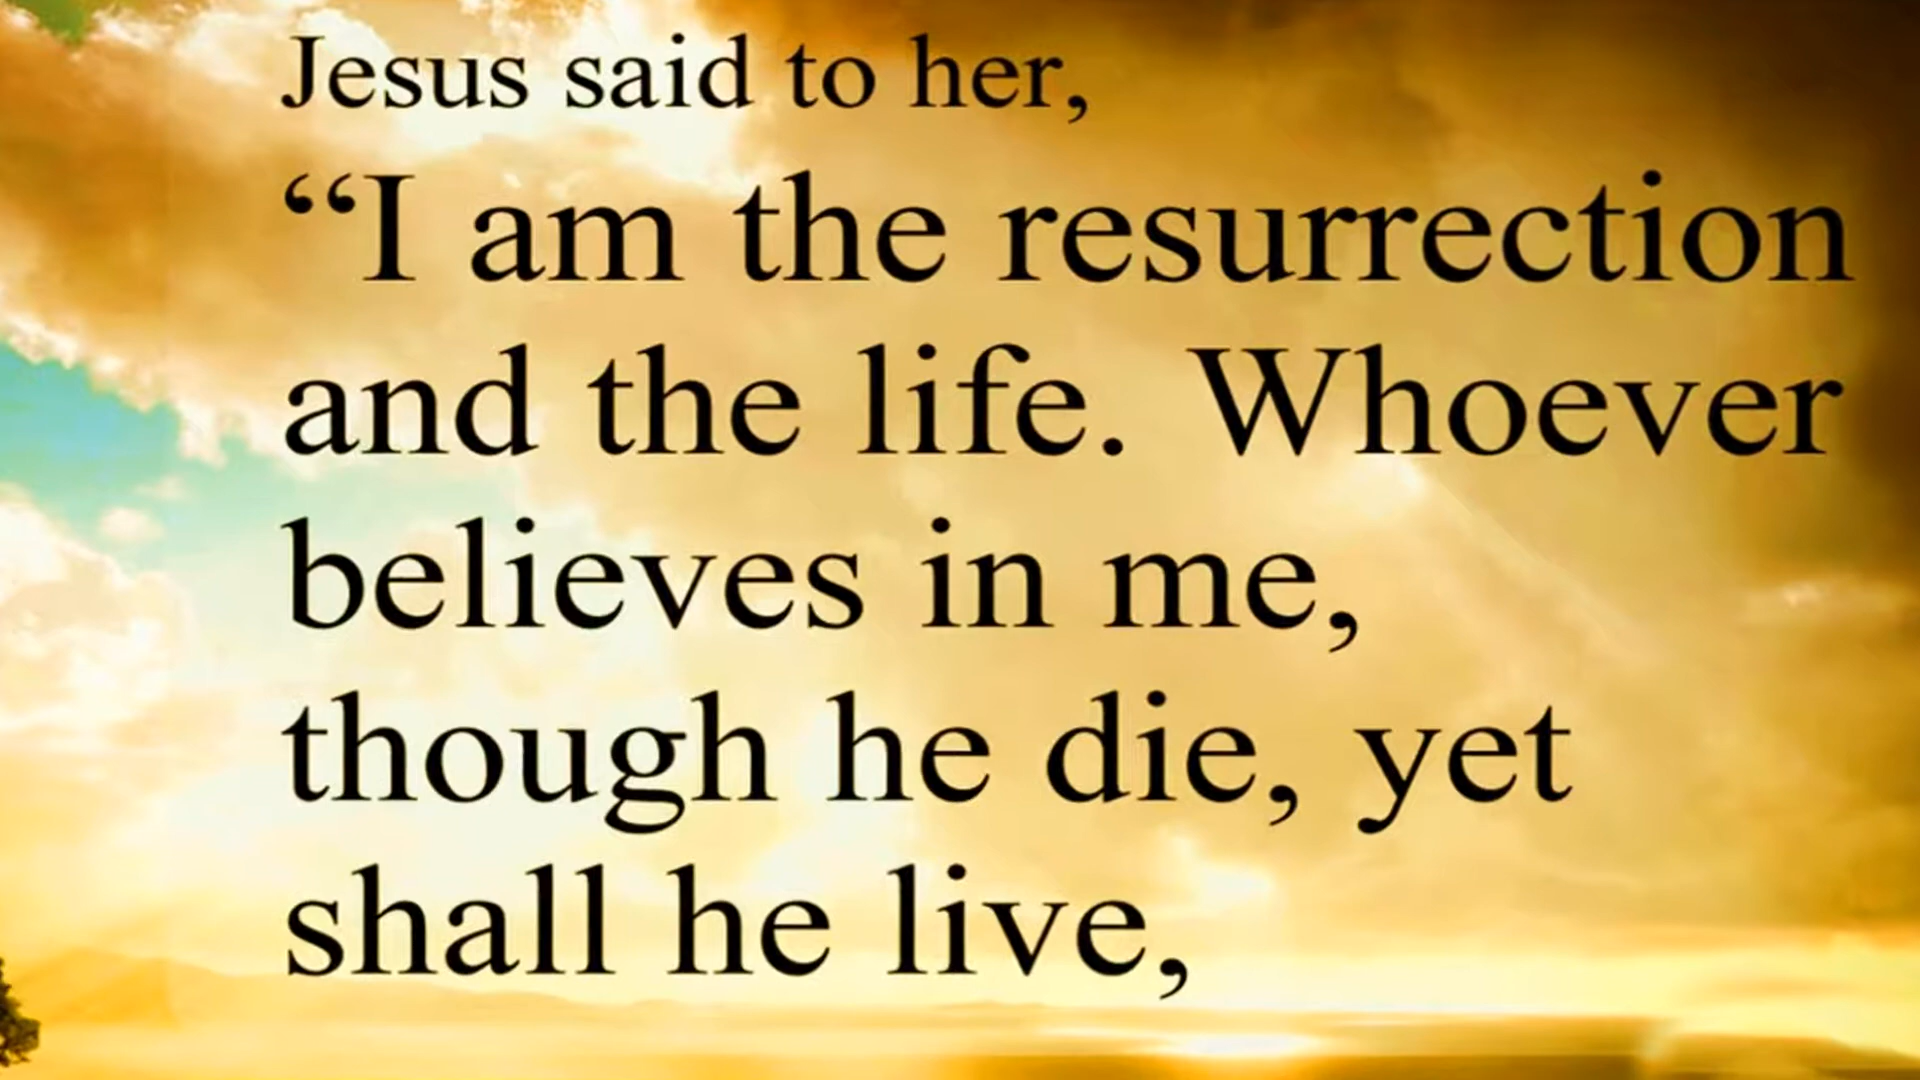 Jesus said to her,
“I am the resurrection
and the life. Whoever
believes in me,
though he die, yet
shall he live,